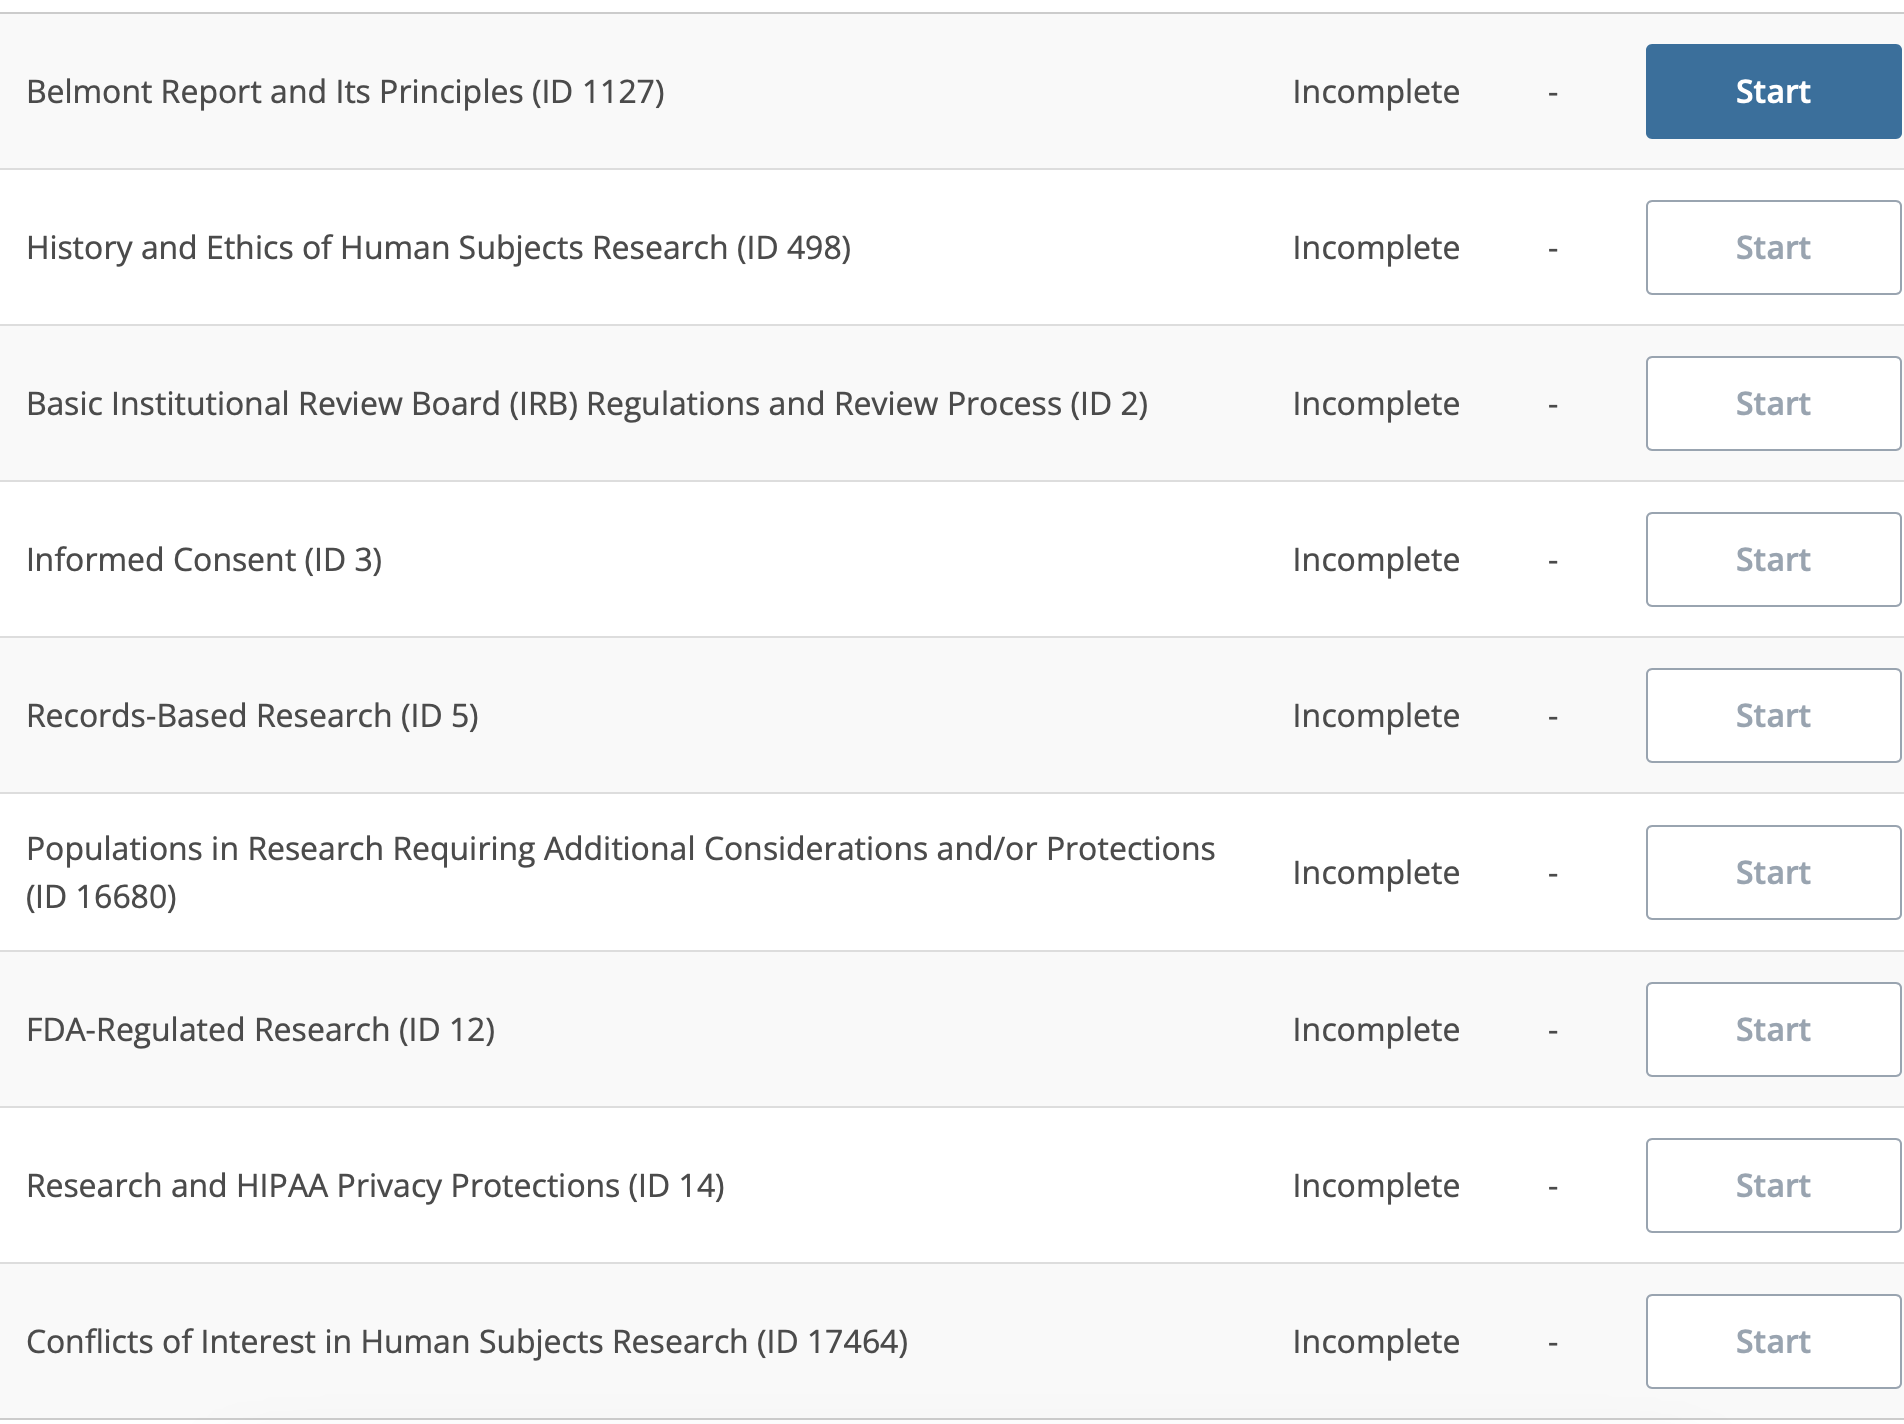 Belmont Report and Its Principles (ID 1127) Incomplete - Start
History and Ethics of Human Subjects Research (ID 498) Incomplete - Start
Basic Institutional Review Board (IRB) Regulations and Review Process (ID 2) Incomplete - Start
Informed Consent (ID 3) Incomplete - Start
Records-Based Research (ID 5) Incomplete - Start
Populations in Research Requiring Additional Considerations and/or Protections
(ID 16680) Incomplete - Start
FDA-Regulated Research (ID 12) Incomplete - Start
Research and HIPAA Privacy Protections (ID 14) Incomplete - Start
Conflicts of Interest in Human Subjects Research (ID 17464) Incomplete - Start